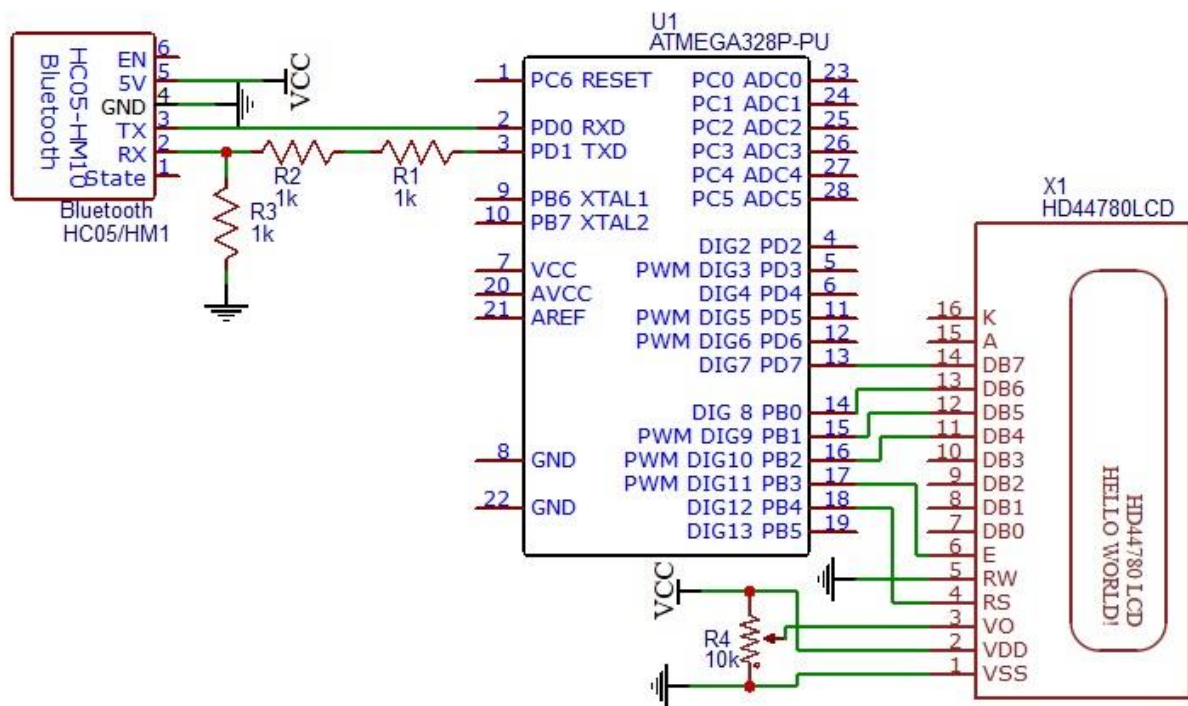 U1
ATMEGA328P-PU
HC05-HM10
Bluetooth
EN 6
5V 5
GND 4
TX 3
RX 2
State 1
Bluetooth
HC05/HM1
VCC
R2
1k
R1
1k
R3
1k
1 PC6 RESET
2 PD0 RXD
3 PD1 TXD
9 PB6 XTAL1
10 PB7 XTAL2
7 VCC
20 AVCC
21 AREF
8 GND
22 GND
PC0 ADC0 23
PC1 ADC1 24
PC2 ADC2 25
PC3 ADC3 26
PC4 ADC4 27
PC5 ADC5 28
DIG2 PD2 4
PWM DIG3 PD3 5
DIG4 PD4 6
PWM DIG5 PD5 11
PWM DIG6 PD6 12
DIG7 PD7 13
DIG 8 PB0 14
PWM DIG9 PB1 15
PWM DIG10 PB2 16
PWM DIG11 PB3 17
DIG12 PB4 18
DIG13 PB5 19
VCC
R4
10k
X1
HD44780LCD
16 K
15 A
14 DB7
13 DB6
12 DB5
11 DB4
10 DB3
9 DB2
8 DB1
7 DB0
6 E
5 RW
4 RS
3 VO
2 VDD
1 VSS
HD44780 LCD
HELLO WORLD!